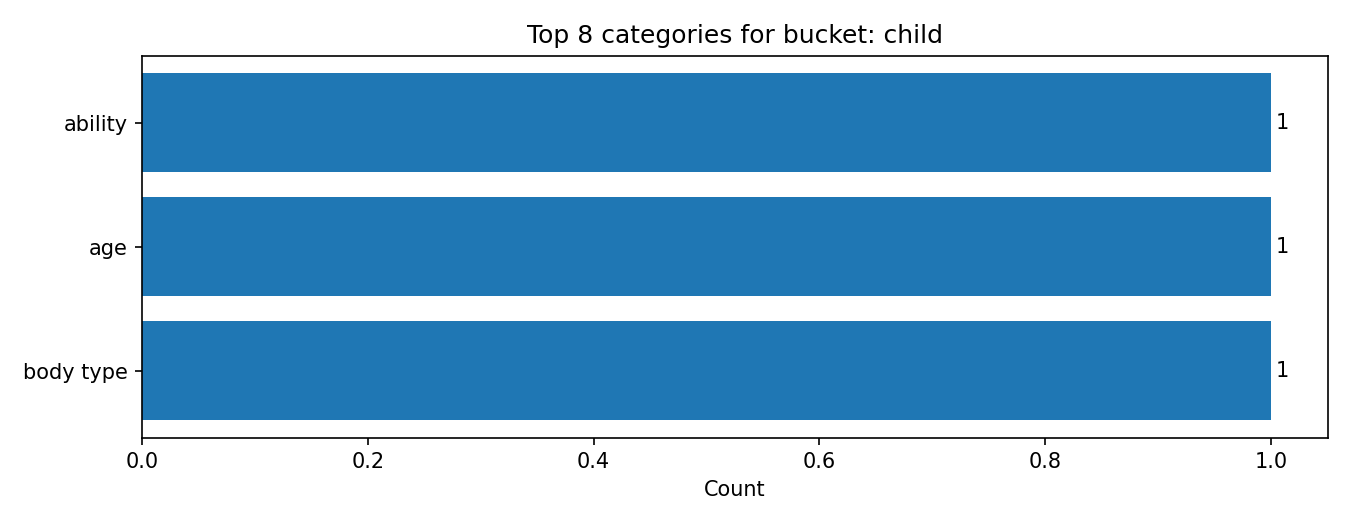 Top 8 categories for bucket: child
ability
1
age
1
body type
1
0.0 0.2 0.4 0.6 0.8 1.0
Count